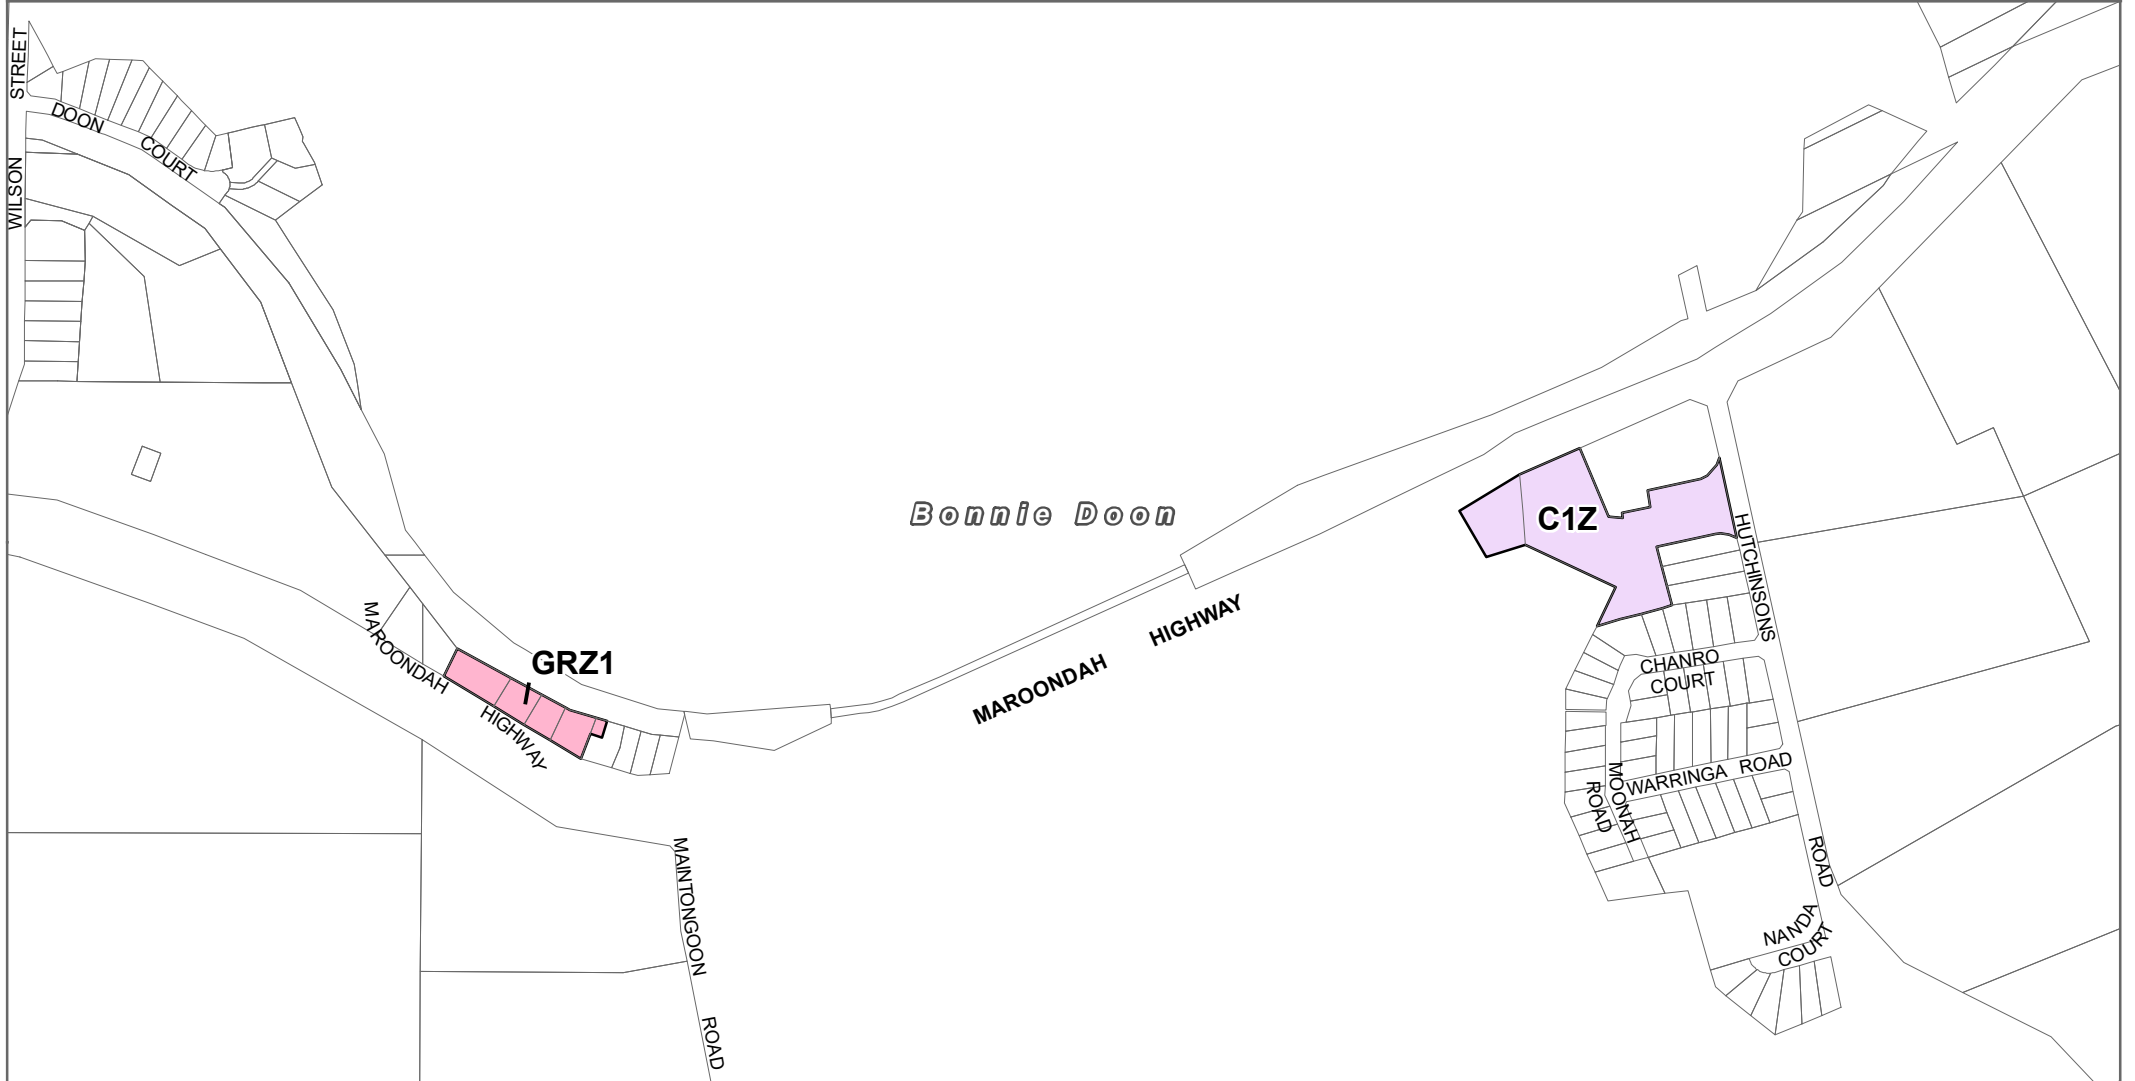 WILSON STREET
DOON COURT
Bonnie Doon
C1Z
HUTCHINSONS ROAD
MAROONDAH HIGHWAY
MAROONDAH HIGHWAY
GRZ1
CHANRO
COURT
WARRINGA ROAD
MOONAH
ROAD
MAINTONGOON ROAD
NANDA
COURT